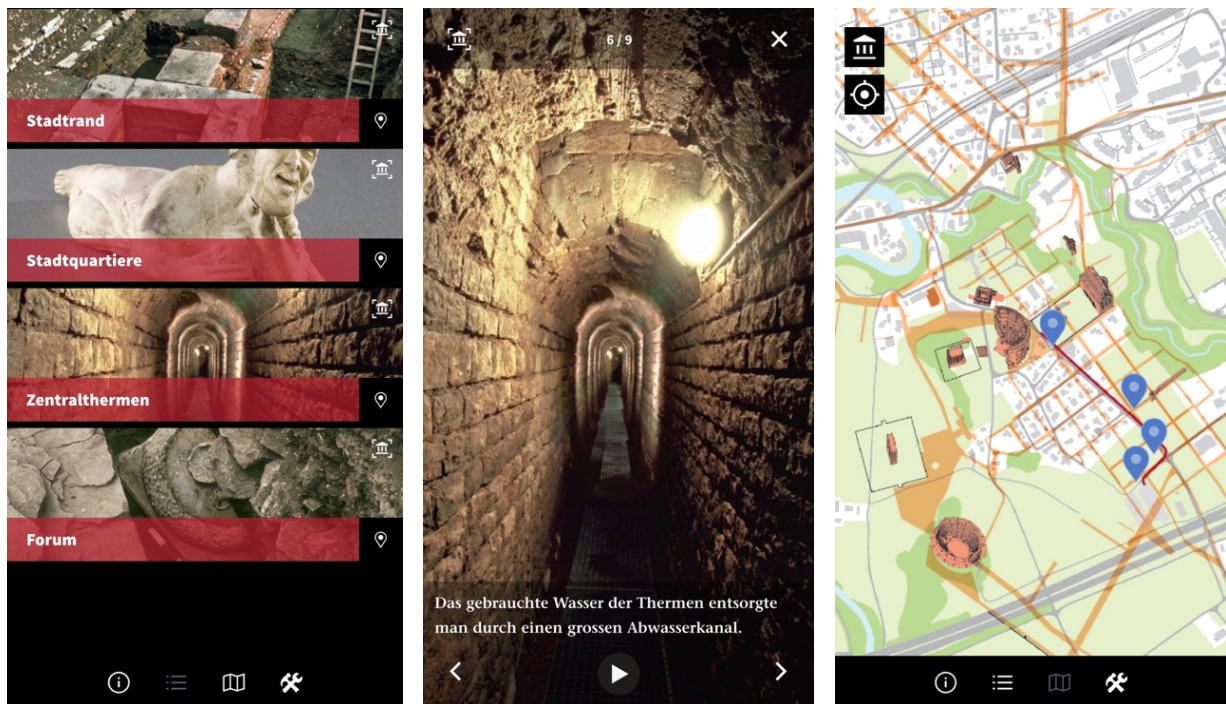 Stadtrand
Stadtquartiere
Zentralthermen
Forum
6 / 9
Das gebrauchte Wasser der Thermen entsorgte
man durch einen grossen Abwasserkanal.